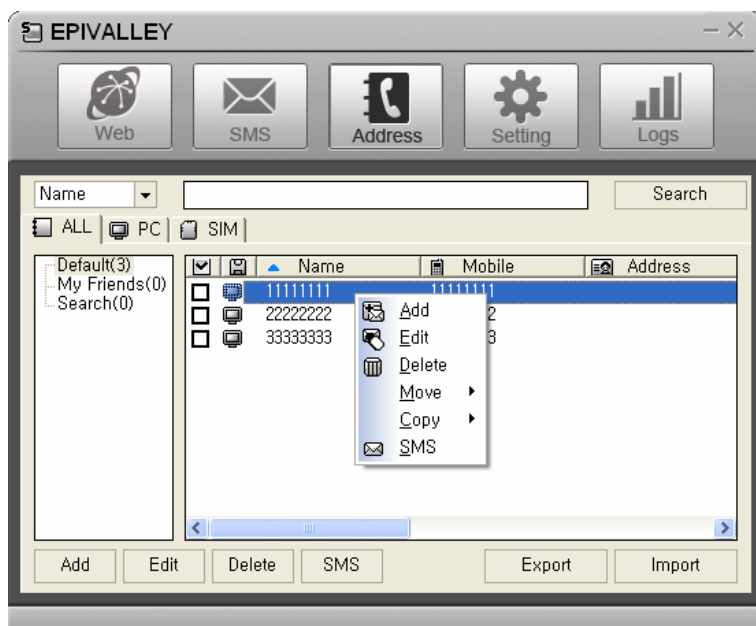 EPIVALLEY
Web SMS Address Setting Logs
Name Search
ALL PC SIM
Default(3)
My Friends(0)
Search(0)
Name Mobile Address
11111111 11111111
22222222 2
33333333 3
Add
Edit
Delete
Move
Copy
SMS
Add Edit Delete SMS Export Import